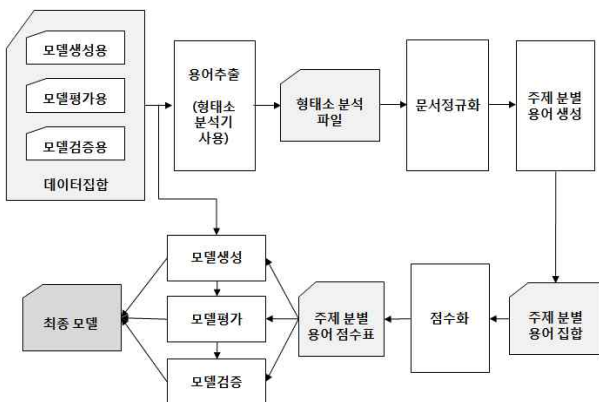 모델생성용
모델평가용
모델검증용
데이터집합
용어추출
(형태소
분석기
사용)
형태소 분석
파일
문서정규화
주제 분별
용어 생성
모델생성
모델평가
모델검증
최종 모델
주제 분별
용어 점수표
점수화
주제 분별
용어 집합